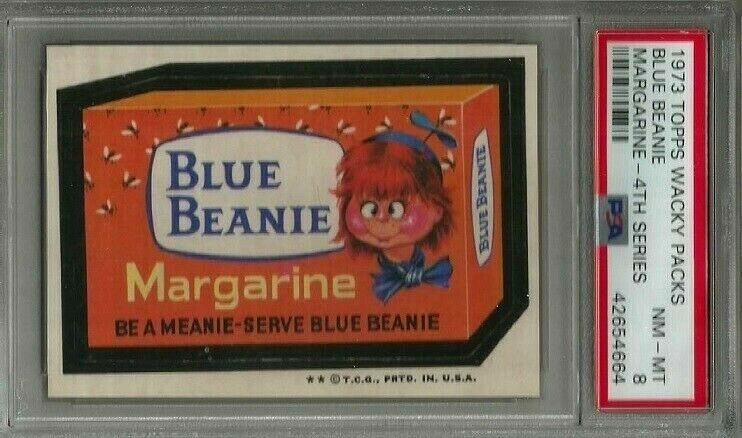 BLUE
BEANIE
Margarine
BE A MEANIE-SERVE BLUE BEANIE
BLUE BEANIE
★★ © T.C.G., PRTD. IN. U.S.A.
1973 TOPPS WACKY PACKS
BLUE BEANIE NM - MT
MARGARINE - 4TH SERIES 8
PSA 42654664